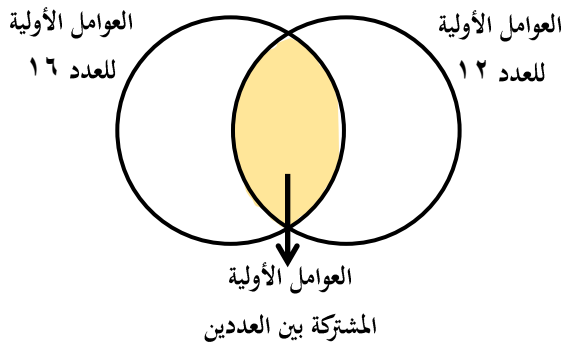 العوامل الأولية
للعدد ١٢
العوامل الأولية
للعدد ١٦
العوامل الأولية
المشتركة بين العددين